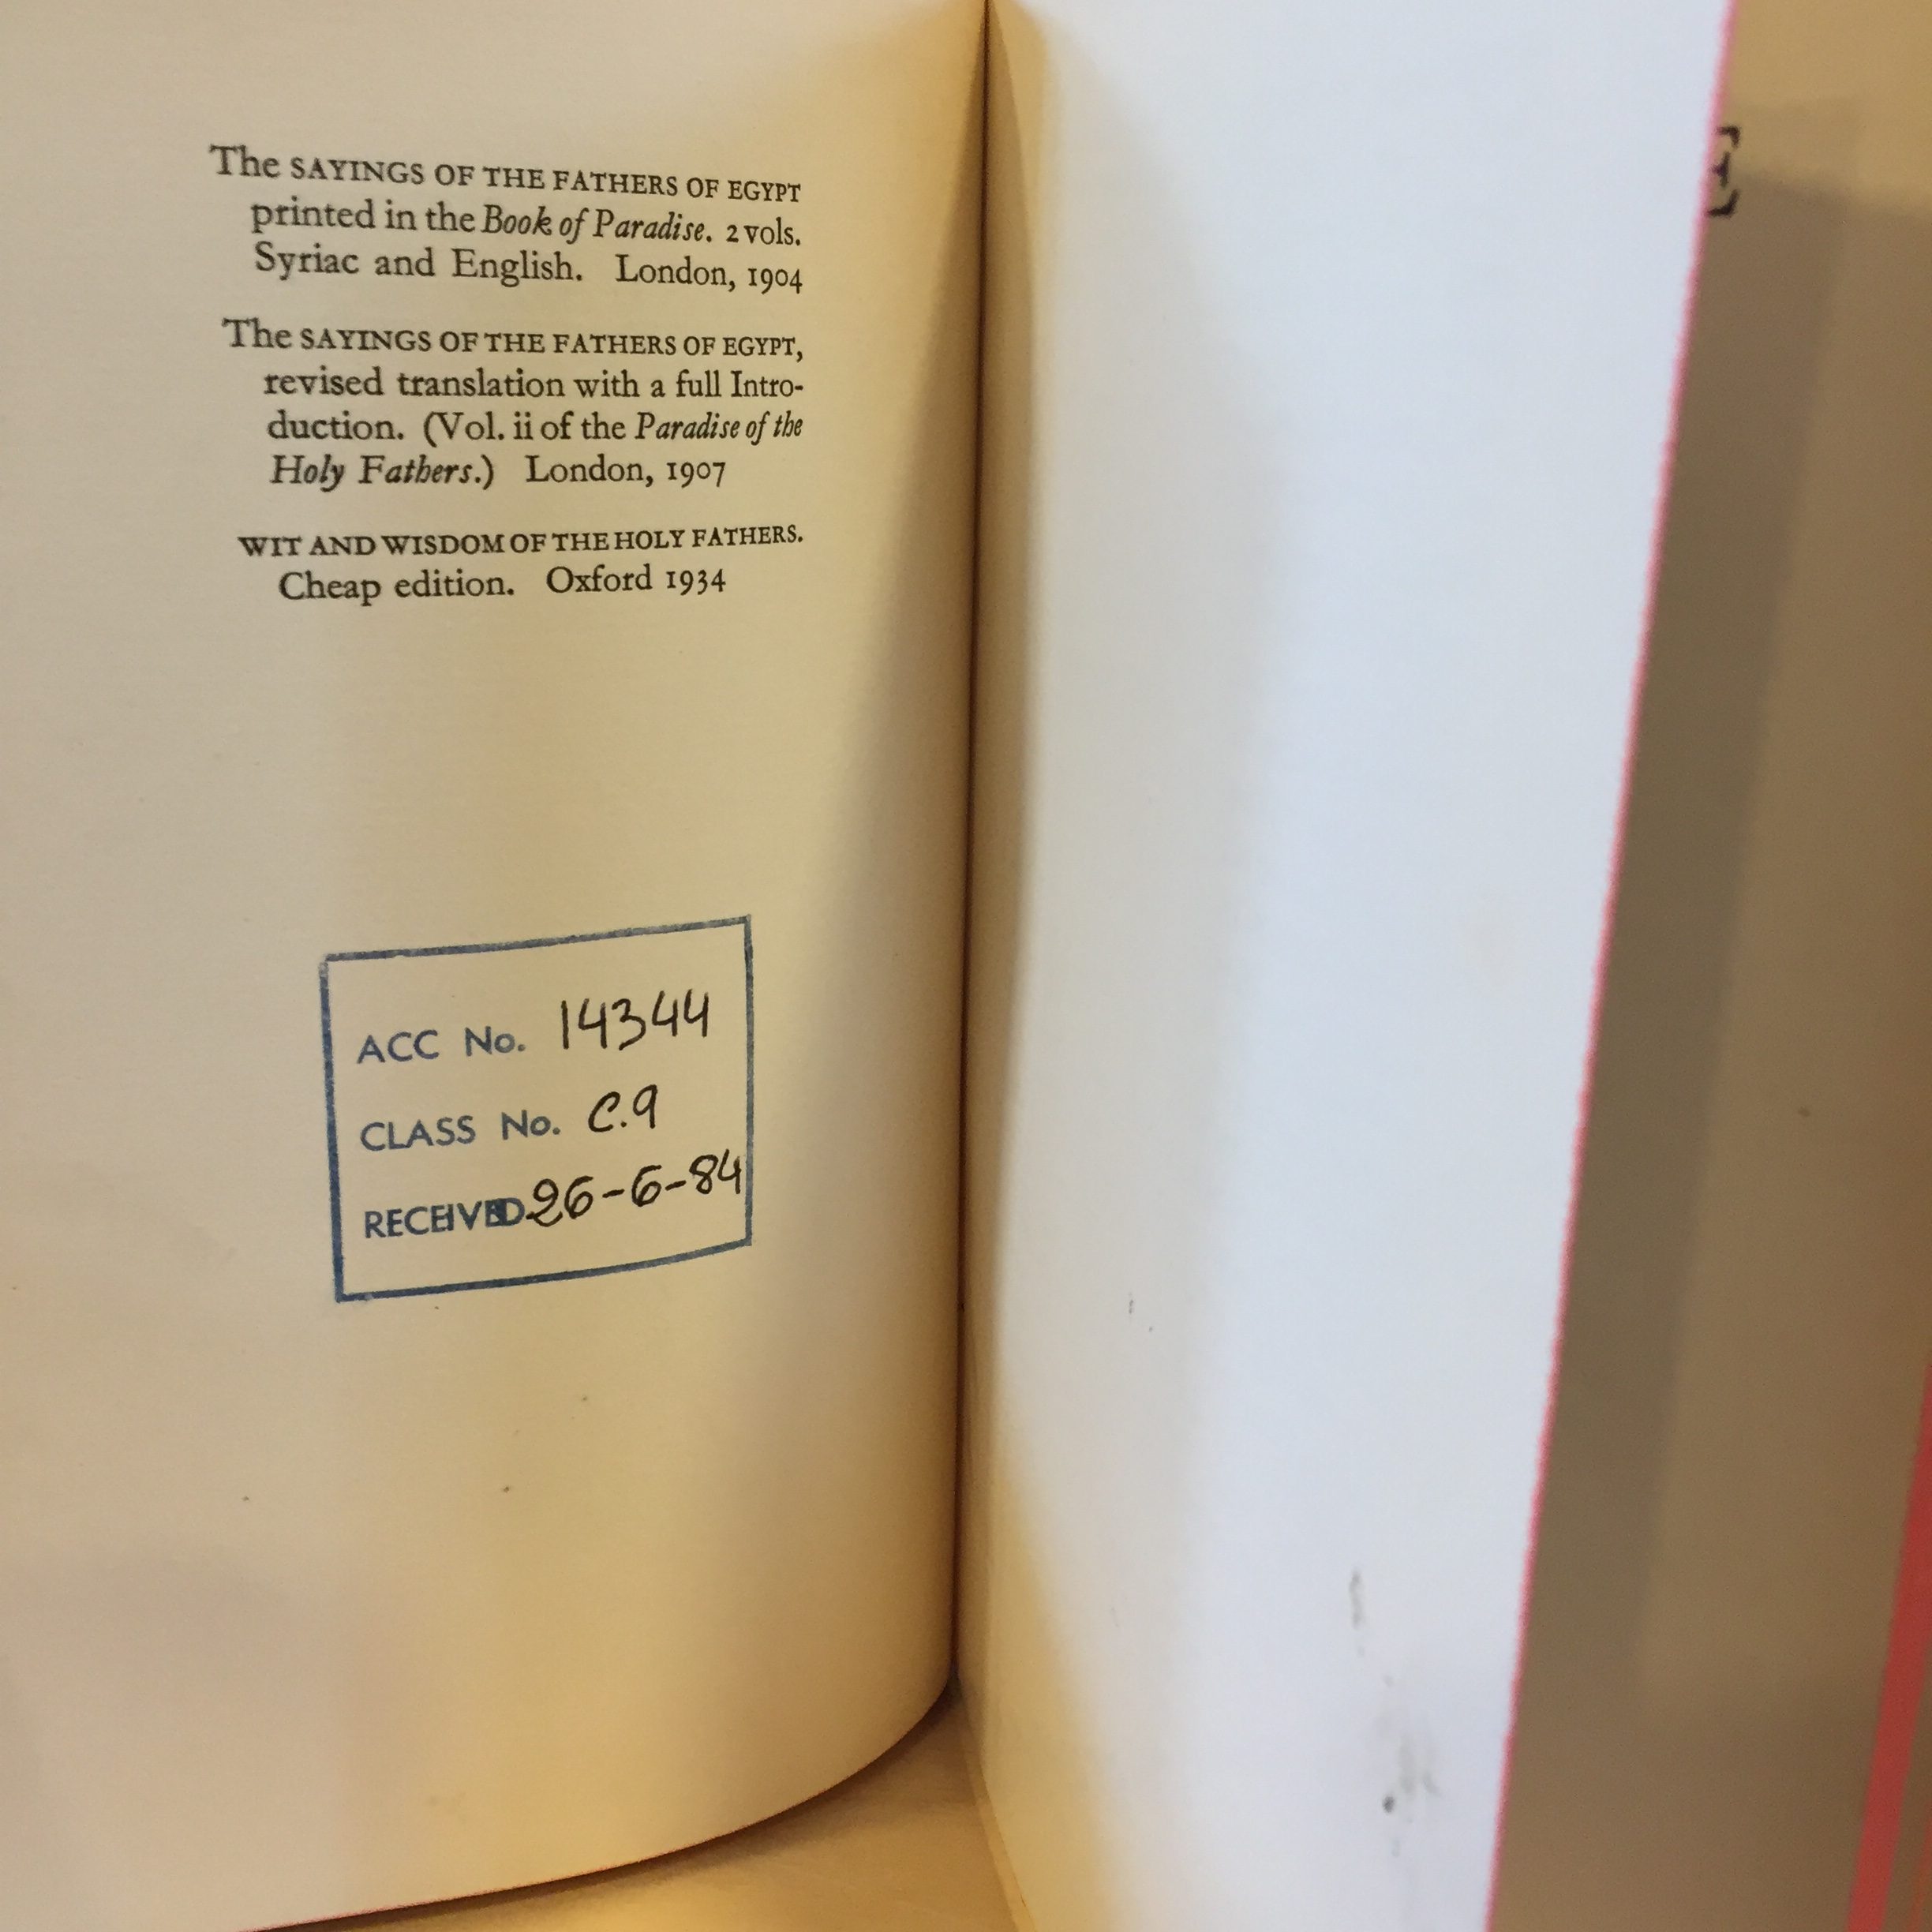 The SAYINGS OF THE FATHERS OF EGYPT
printed in the Book of Paradise. 2 vols.
Syriac and English. London, 1904
The SAYINGS OF THE FATHERS OF EGYPT,
revised translation with a full Intro-
duction. (Vol. ii of the Paradise of the
Holy Fathers.) London, 1907
WIT AND WISDOM OF THE HOLY FATHERS.
Cheap edition. Oxford 1934
ACC No. 14344
CLASS No. C.9
RECEIVED 26-6-84